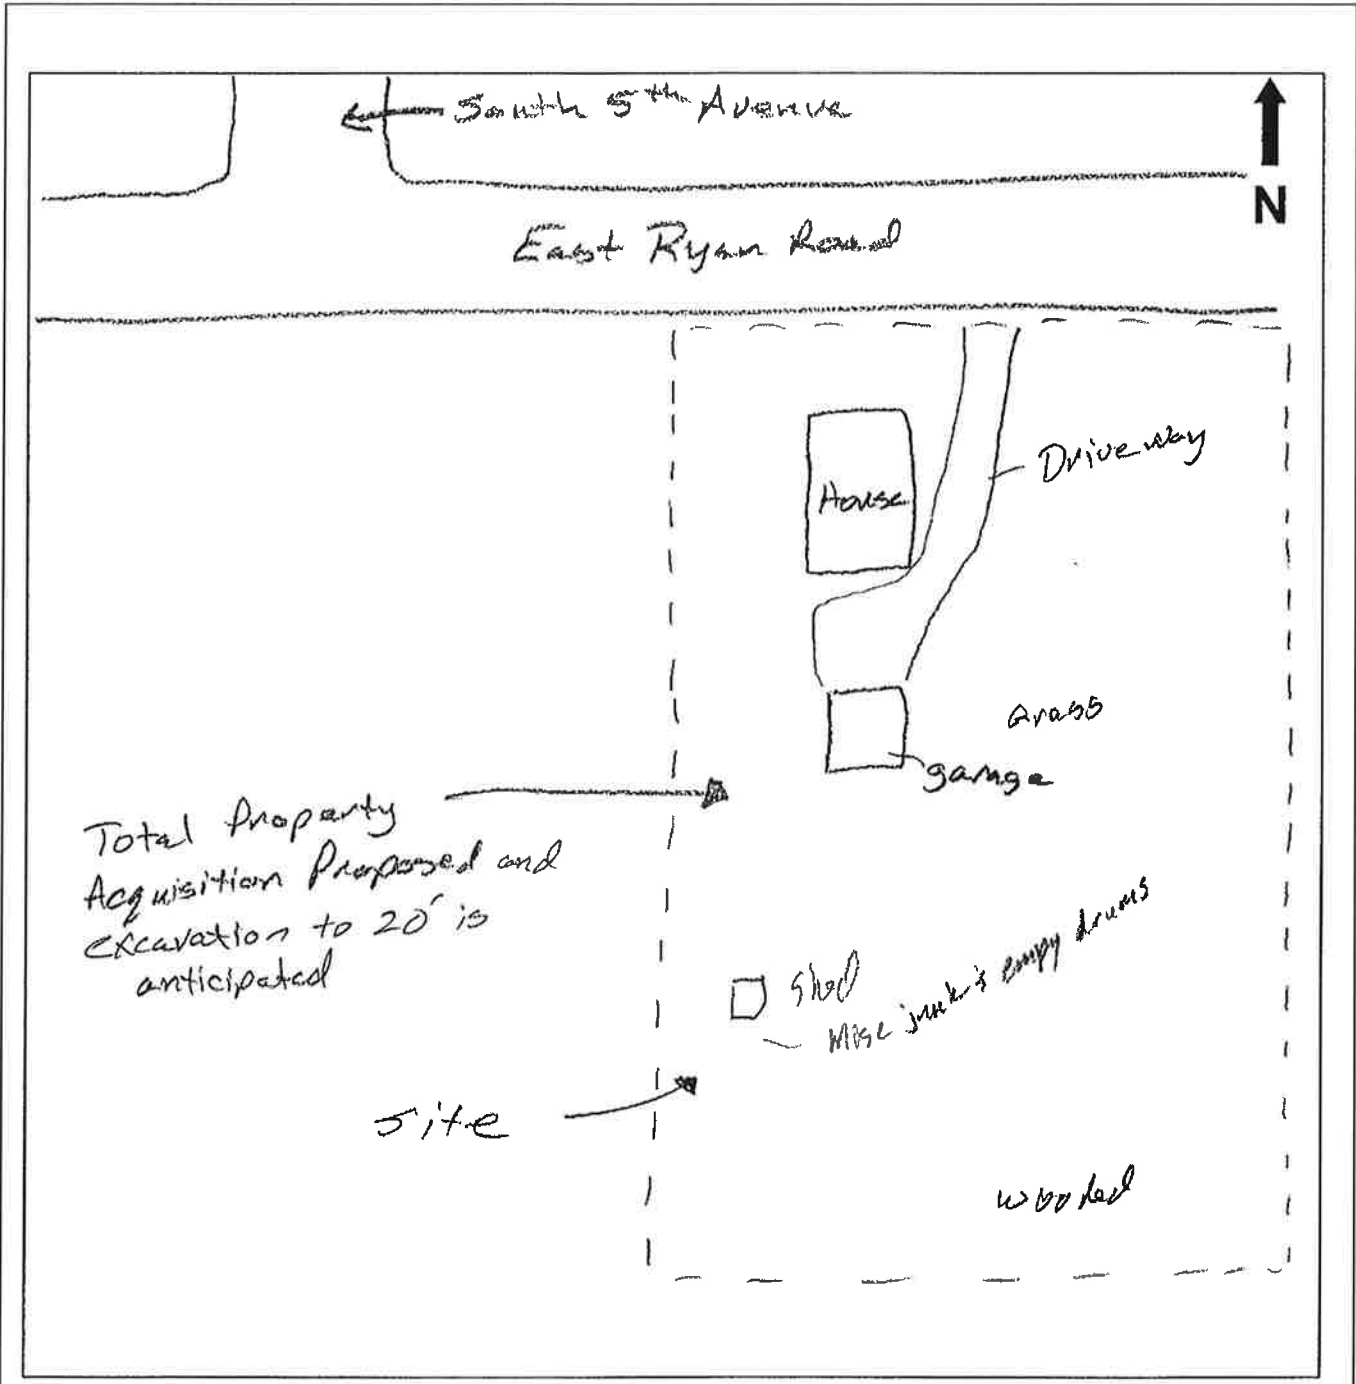 South 5th Avenue
N
East Ryan Road
Driveway
House
Grass
garage
Total Property
Acquisition Proposed and
excavation to 20' is
anticipated
Shed
Misc junk & empy drums
Site
wooded